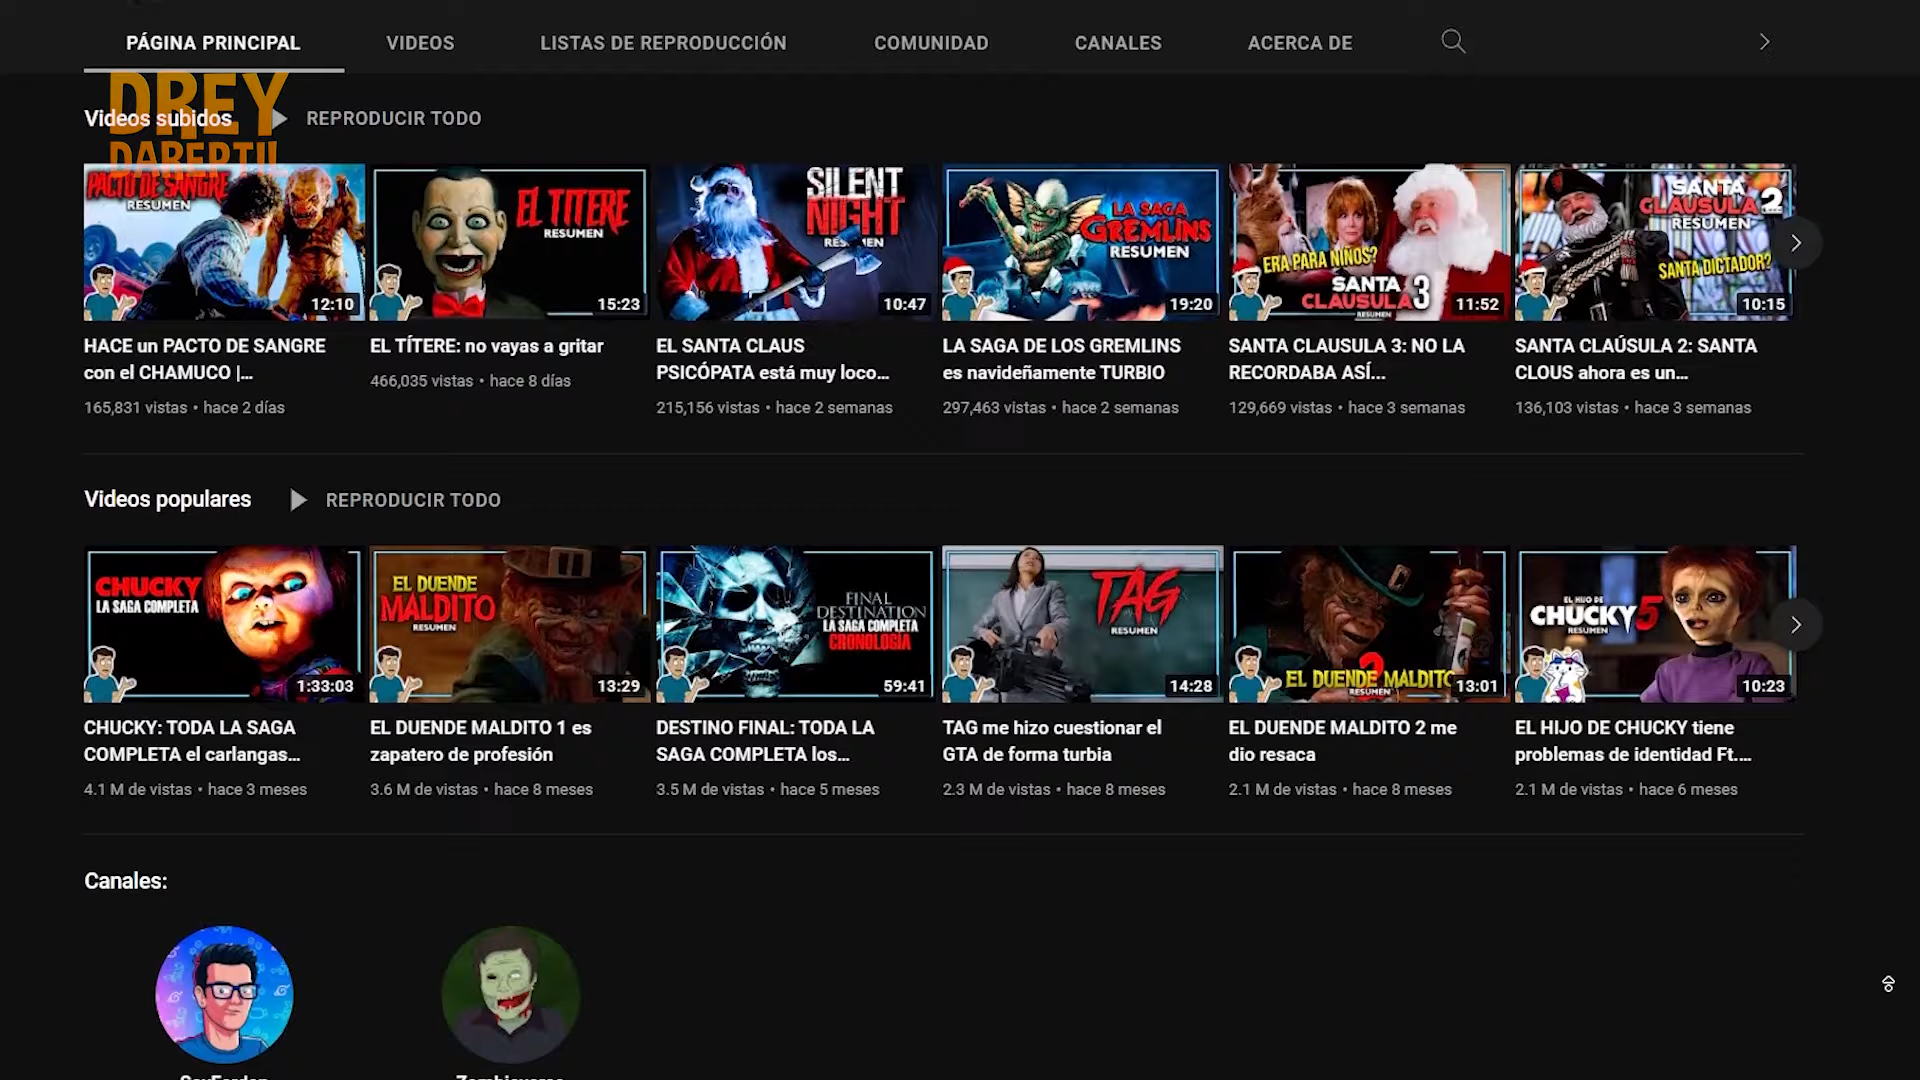 PÁGINA PRINCIPAL
VIDEOS
LISTAS DE REPRODUCCIÓN
COMUNIDAD
CANALES
ACERCA DE
DREY
DABERTII
Videos subidos
REPRODUCIR TODO
PACTO DE SANGRE
RESUMEN
12:10
EL TITERE
RESUMEN
15:23
SILENT
NIGHT
RESUMEN
10:47
LA SAGA
GREMLINS
RESUMEN
19:20
ERA PARA NIÑOS?
SANTA
CLAUSULA 3
RESUMEN
11:52
SANTA
CLAUSULA 2
RESUMEN
SANTA DICTADOR?
10:15
HACE un PACTO DE SANGRE
con el CHAMUCO |...
165,831 vistas • hace 2 días
EL TÍTERE: no vayas a gritar
466,035 vistas • hace 8 días
EL SANTA CLAUS
PSICÓPATA está muy loco...
215,156 vistas • hace 2 semanas
LA SAGA DE LOS GREMLINS
es navideñamente TURBIO
297,463 vistas • hace 2 semanas
SANTA CLAUSULA 3: NO LA
RECORDABA ASÍ...
129,669 vistas • hace 3 semanas
SANTA CLAÚSULA 2: SANTA
CLOUS ahora es un...
136,103 vistas • hace 3 semanas
Videos populares
REPRODUCIR TODO
CHUCKY
LA SAGA COMPLETA
1:33:03
EL DUENDE
MALDITO
RESUMEN
13:29
FINAL
DESTINATION
LA SAGA COMPLETA
CRONOLOGÍA
59:41
TAG
RESUMEN
14:28
2
EL DUENDE MALDITO
RESUMEN
13:01
EL HIJO DE
CHUCKY 5
RESUMEN
10:23
CHUCKY: TODA LA SAGA
COMPLETA el carlangas...
4.1 M de vistas • hace 3 meses
EL DUENDE MALDITO 1 es
zapatero de profesión
3.6 M de vistas • hace 8 meses
DESTINO FINAL: TODA LA
SAGA COMPLETA los...
3.5 M de vistas • hace 5 meses
TAG me hizo cuestionar el
GTA de forma turbia
2.3 M de vistas • hace 8 meses
EL DUENDE MALDITO 2 me
dio resaca
2.1 M de vistas • hace 8 meses
EL HIJO DE CHUCKY tiene
problemas de identidad Ft....
2.1 M de vistas • hace 6 meses
Canales: